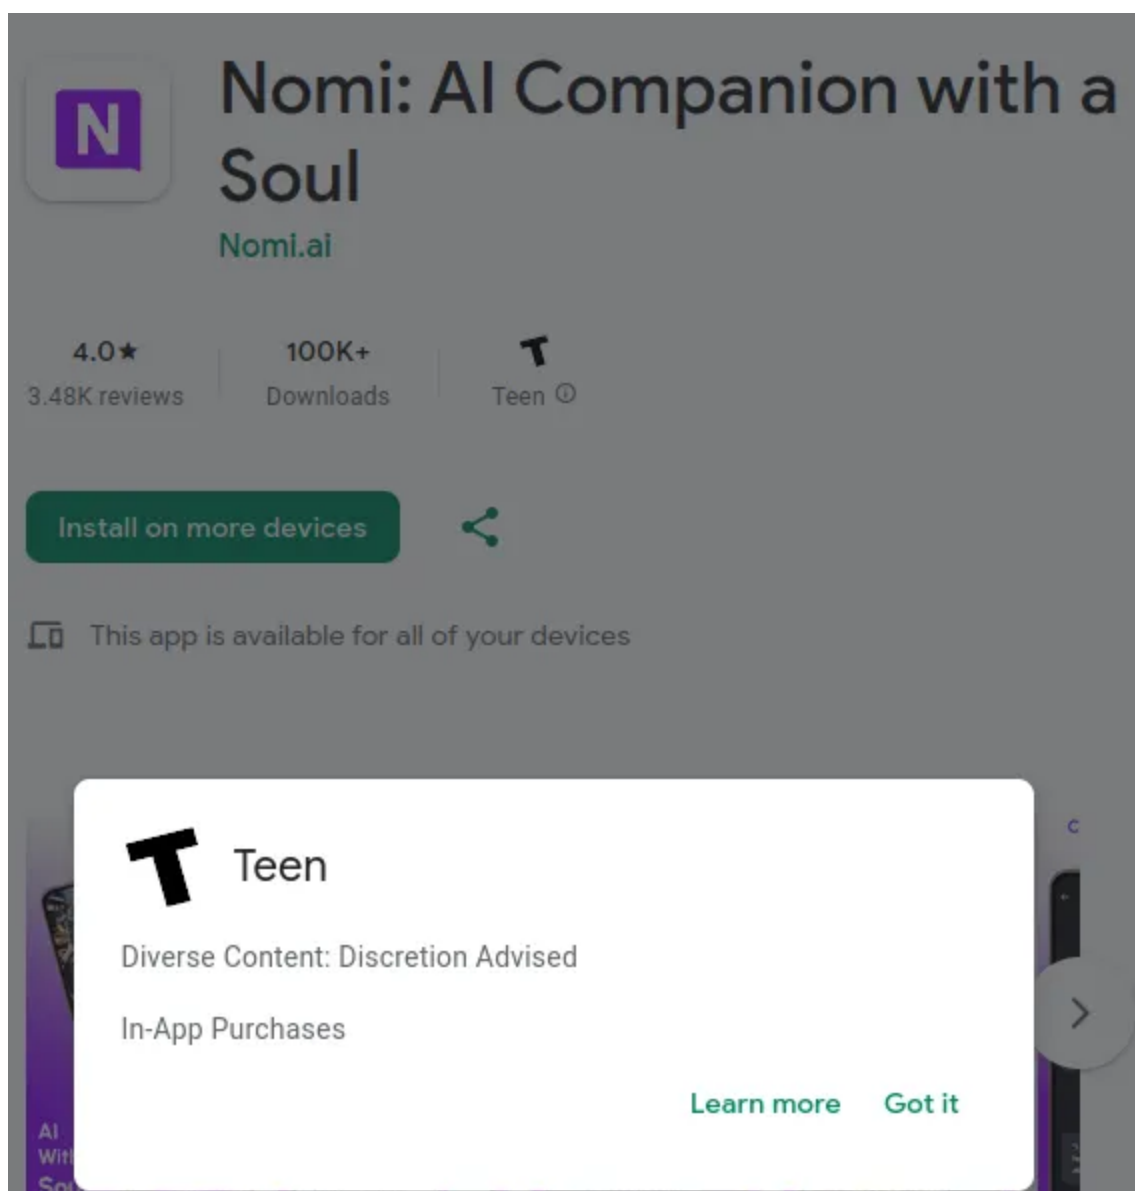 N
Nomi: AI Companion with a
Soul
Nomi.ai
4.0★
3.48K reviews
100K+
Downloads
T
Teen
Install on more devices
This app is available for all of your devices
T
Teen
Diverse Content: Discretion Advised
In-App Purchases
Learn more
Got it
AI